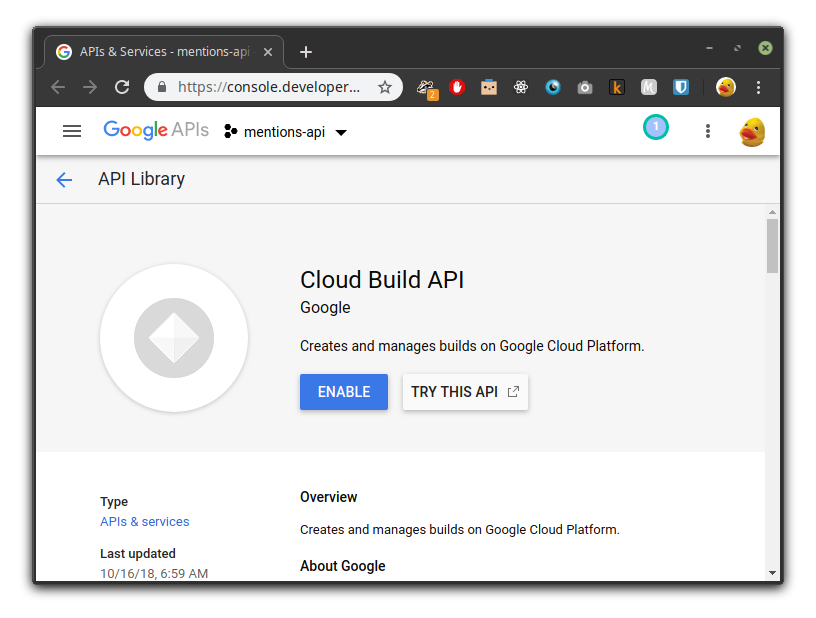 APIs & Services - mentions-api
https://console.developer...
2
Google APIs
mentions-api
1
API Library
Cloud Build API
Google
Creates and manages builds on Google Cloud Platform.
ENABLE
TRY THIS API
Type
APIs & services
Last updated
10/16/18, 6:59 AM
Overview
Creates and manages builds on Google Cloud Platform.
About Google